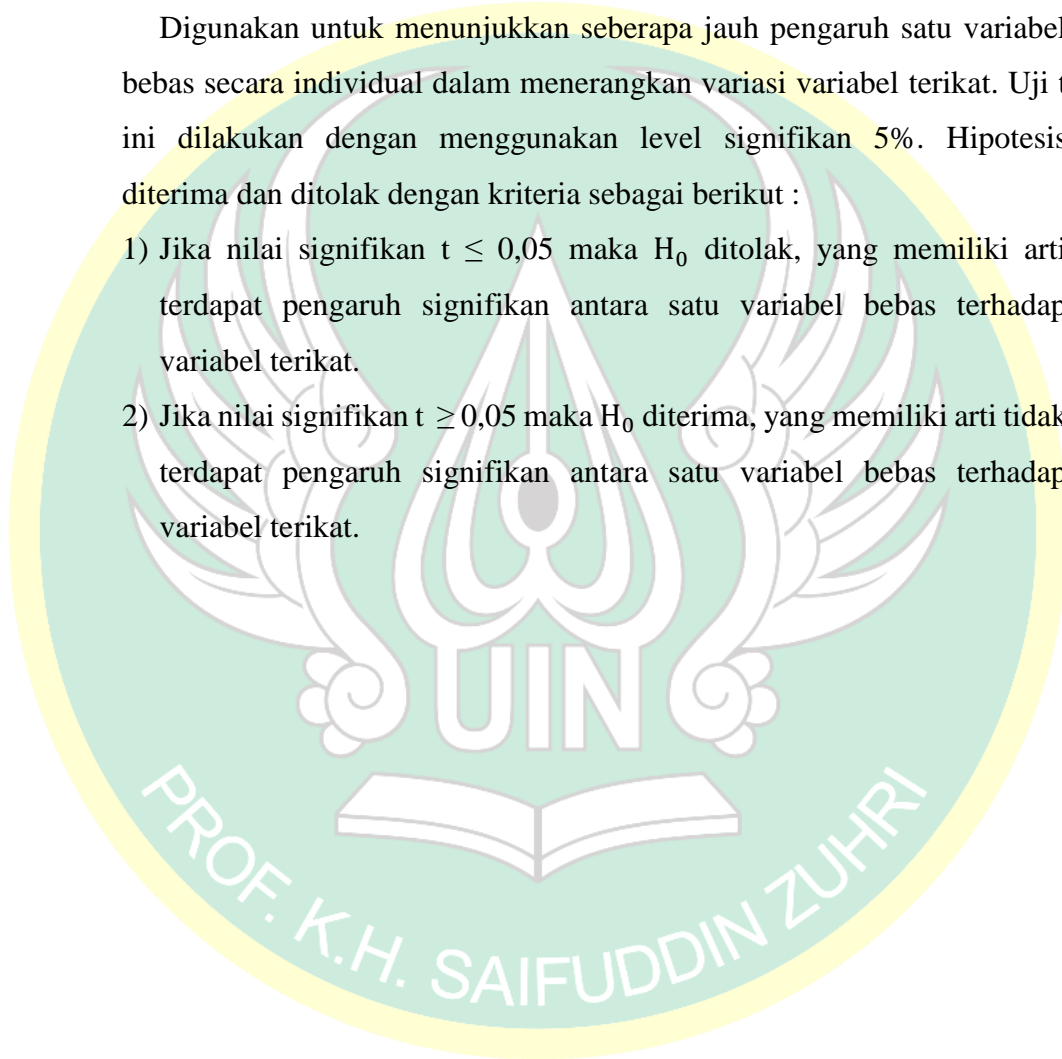 Digunakan untuk menunjukkan seberapa jauh pengaruh satu variabel
bebas secara individual dalam menerangkan variasi variabel terikat. Uji t
ini dilakukan dengan menggunakan level signifikan 5%. Hipotesis
diterima dan ditolak dengan kriteria sebagai berikut :
1) Jika nilai signifikan t ≤ 0,05 maka H₀ ditolak, yang memiliki arti
terdapat pengaruh signifikan antara satu variabel bebas terhadap
variabel terikat.
2) Jika nilai signifikan t ≥ 0,05 maka H₀ diterima, yang memiliki arti tidak
terdapat pengaruh signifikan antara satu variabel bebas terhadap
variabel terikat.
UIN
PROF. K.H. SAIFUDDIN ZUHRI